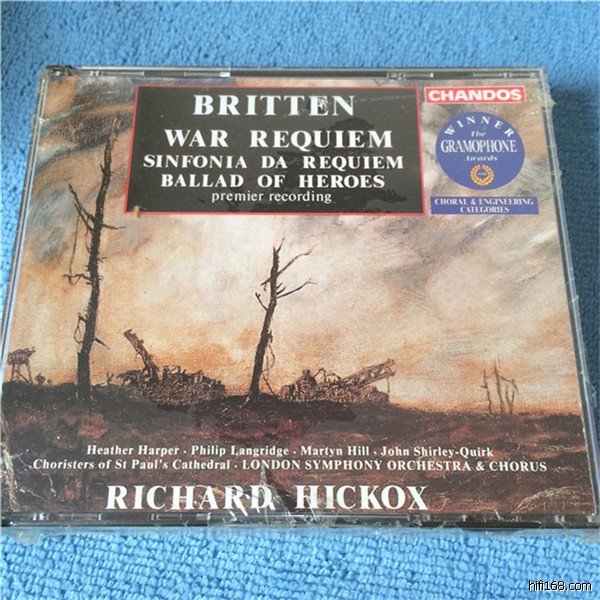 BRITTEN
WAR REQUIEM
SINFONIA DA REQUIEM
BALLAD OF HEROES
premier recording
CHANDOS
WINNER
The
GRAMOPHONE
Awards
CHORAL & ENGINEERING
CATEGORIES
Heather Harper · Philip Langridge · Martyn Hill · John Shirley-Quirk
Choristers of St Paul's Cathedral · LONDON SYMPHONY ORCHESTRA & CHORUS
RICHARD HICKOX
hifi168.com